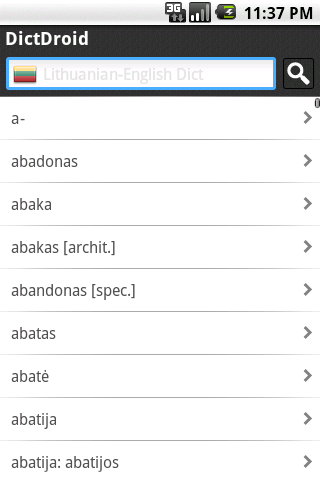 3G 11:37 PM
DictDroid
Lithuanian-English Dict
a-
abadonas
abaka
abakas [archit.]
abandonas [spec.]
abatas
abatė
abatija
abatija: abatijos